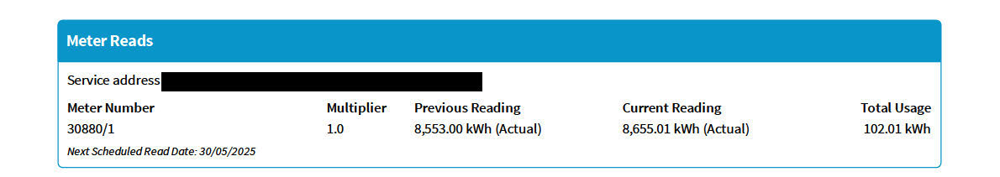 Meter Reads
Service address
Meter Number Multiplier Previous Reading Current Reading Total Usage
30880/1 1.0 8,553.00 kWh (Actual) 8,655.01 kWh (Actual) 102.01 kWh
Next Scheduled Read Date: 30/05/2025